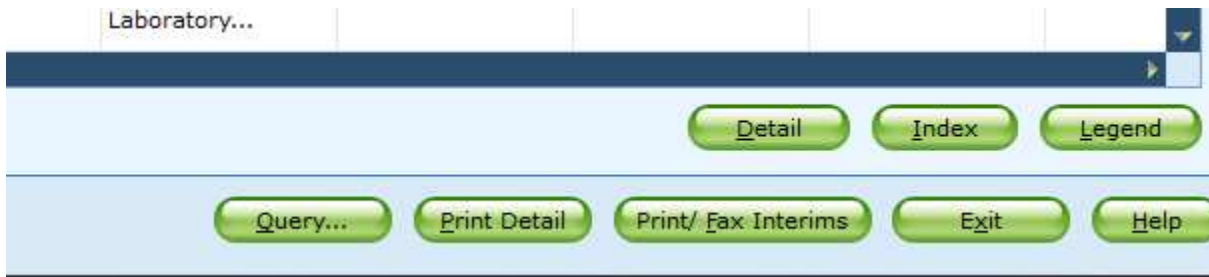 Laboratory...
Detail Index Legend
Query... Print Detail Print/ Fax Interims Exit Help